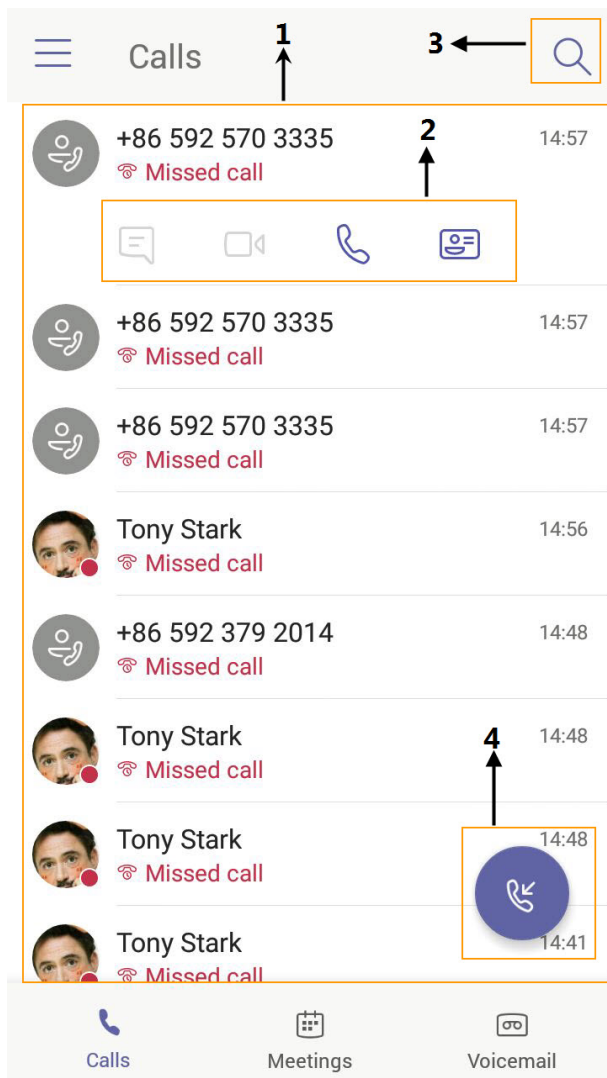 Calls
1
3
+86 592 570 3335
14:57
Missed call
2
+86 592 570 3335
14:57
Missed call
+86 592 570 3335
14:57
Missed call
Tony Stark
14:56
Missed call
+86 592 379 2014
14:48
Missed call
Tony Stark
14:48
Missed call
4
Tony Stark
14:48
Missed call
Tony Stark
14:41
Missed call
Calls
Meetings
Voicemail